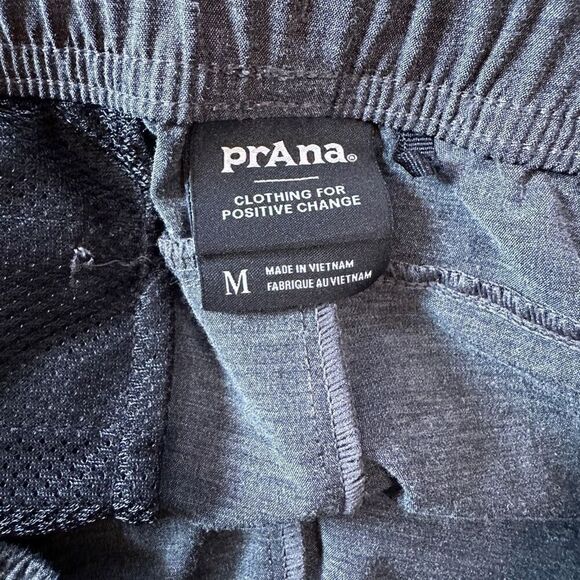 prAna®
CLOTHING FOR
POSITIVE CHANGE
M
MADE IN VIETNAM
FABRIQUE AU VIETNAM